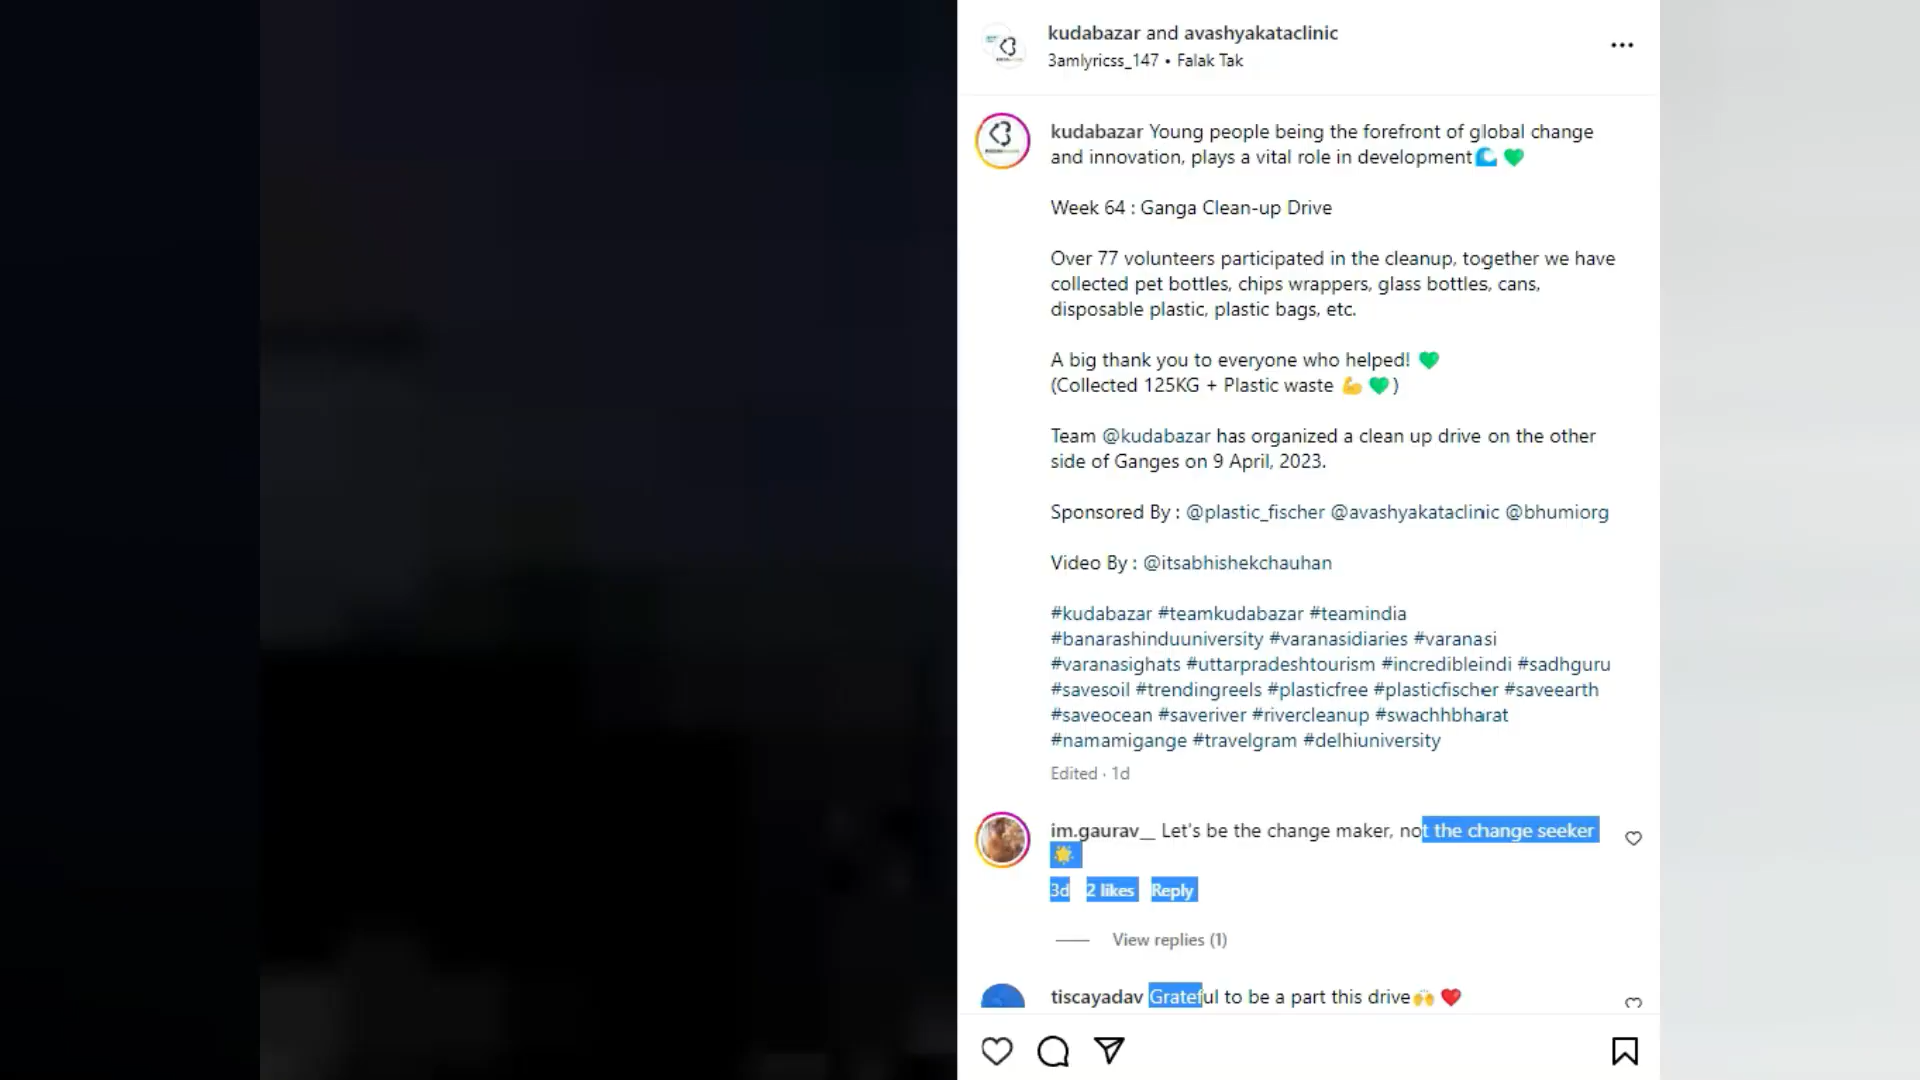 kudabazar and avashyakataclinic
3amlyricss_147 • Falak Tak
kudabazar Young people being the forefront of global change
and innovation, plays a vital role in development🌊 💚
Week 64 : Ganga Clean-up Drive
Over 77 volunteers participated in the cleanup, together we have
collected pet bottles, chips wrappers, glass bottles, cans,
disposable plastic, plastic bags, etc.
A big thank you to everyone who helped! 💚
(Collected 125KG + Plastic waste 💪 💚)
Team @kudabazar has organized a clean up drive on the other
side of Ganges on 9 April, 2023.
Sponsored By : @plastic_fischer @avashyakataclinic @bhumiorg
Video By : @itsabhishekchauhan
#kudabazar #teamkudabazar #teamindia
#banarashinduuniversity #varanasidiaries #varanasi
#varanasighats #uttarpradeshtourism #incredibleindi #sadhguru
#savesoil #trendingreels #plasticfree #plasticfischer #saveearth
#saveocean #saveriver #rivercleanup #swachhbharat
#namamigange #travelgram #delhiuniversity
Edited · 1d
im.gaurav__ Let's be the change maker, not the change seeker
🌟
3d 2 likes Reply
View replies (1)
tiscayadav Grateful to be a part this drive🙌 ❤️